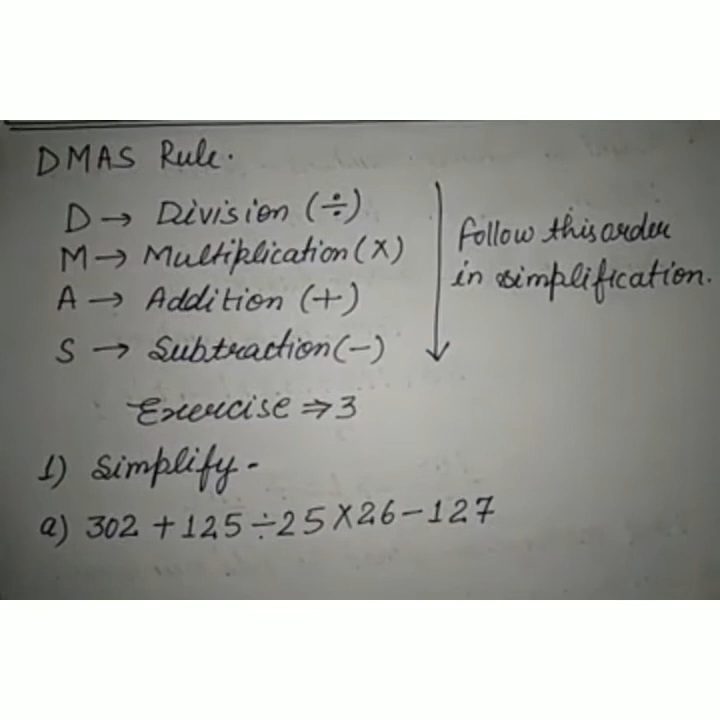 DMAS Rule.
D → Division (÷)
M → Multiplication (×)
A → Addition (+)
S → Subtraction (−)
follow this order
in simplification.
Exercise ⇒ 3
1) Simplify -
a) 302 + 125 ÷ 25 × 26 − 127